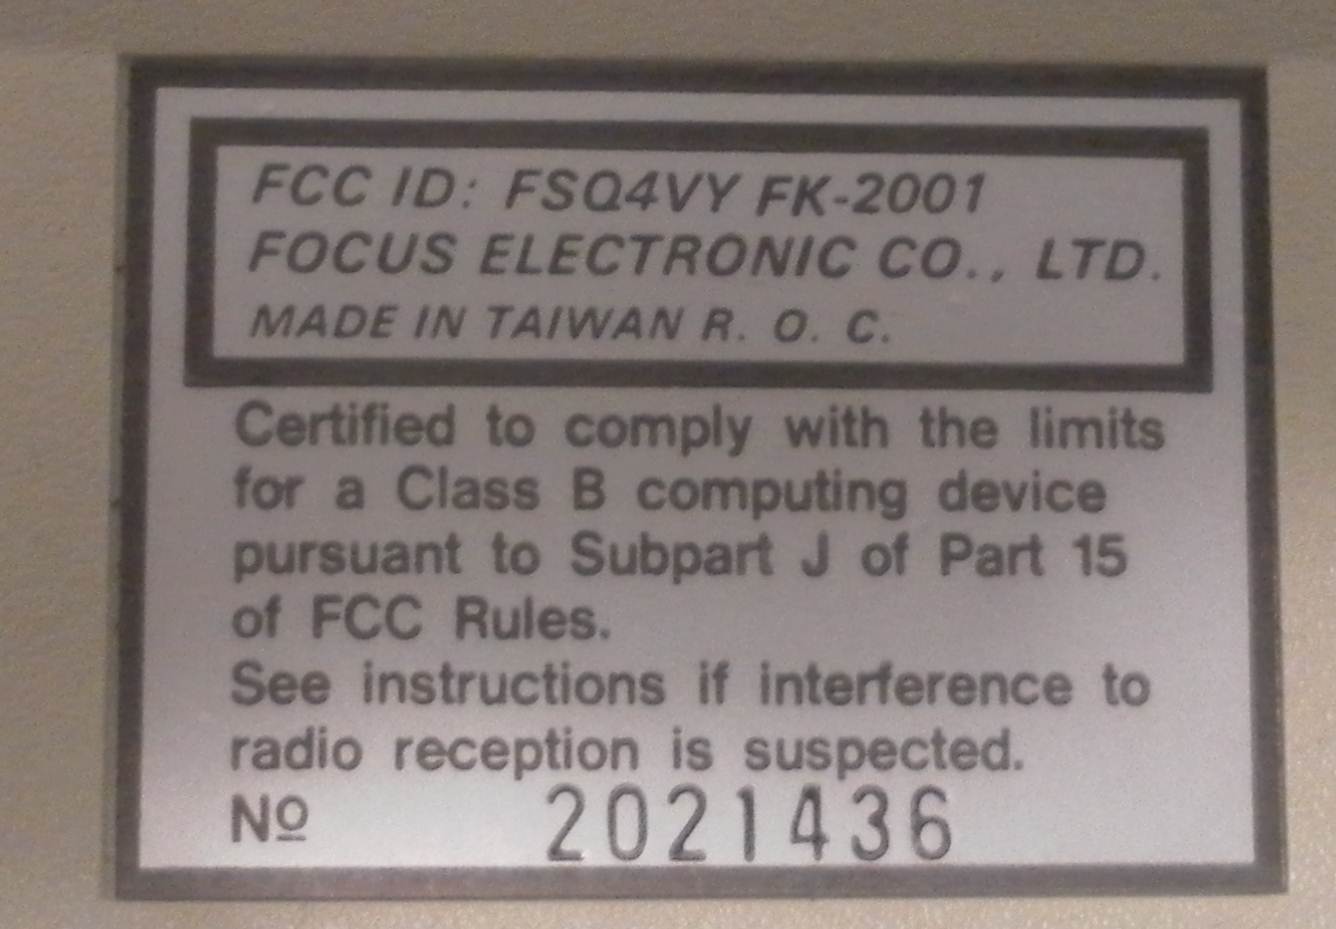 FCC ID: FSQ4VY FK-2001
FOCUS ELECTRONIC CO., LTD.
MADE IN TAIWAN R. O. C.
Certified to comply with the limits
for a Class B computing device
pursuant to Subpart J of Part 15
of FCC Rules.
See instructions if interference to
radio reception is suspected.
Nº 2021436